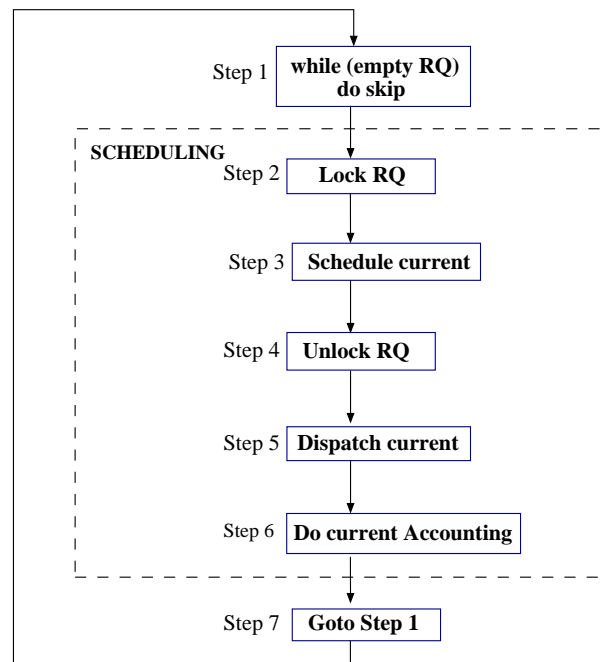 Step 1
while (empty RQ)
do skip
SCHEDULING
Step 2
Lock RQ
Step 3
Schedule current
Step 4
Unlock RQ
Step 5
Dispatch current
Step 6
Do current Accounting
Step 7
Goto Step 1